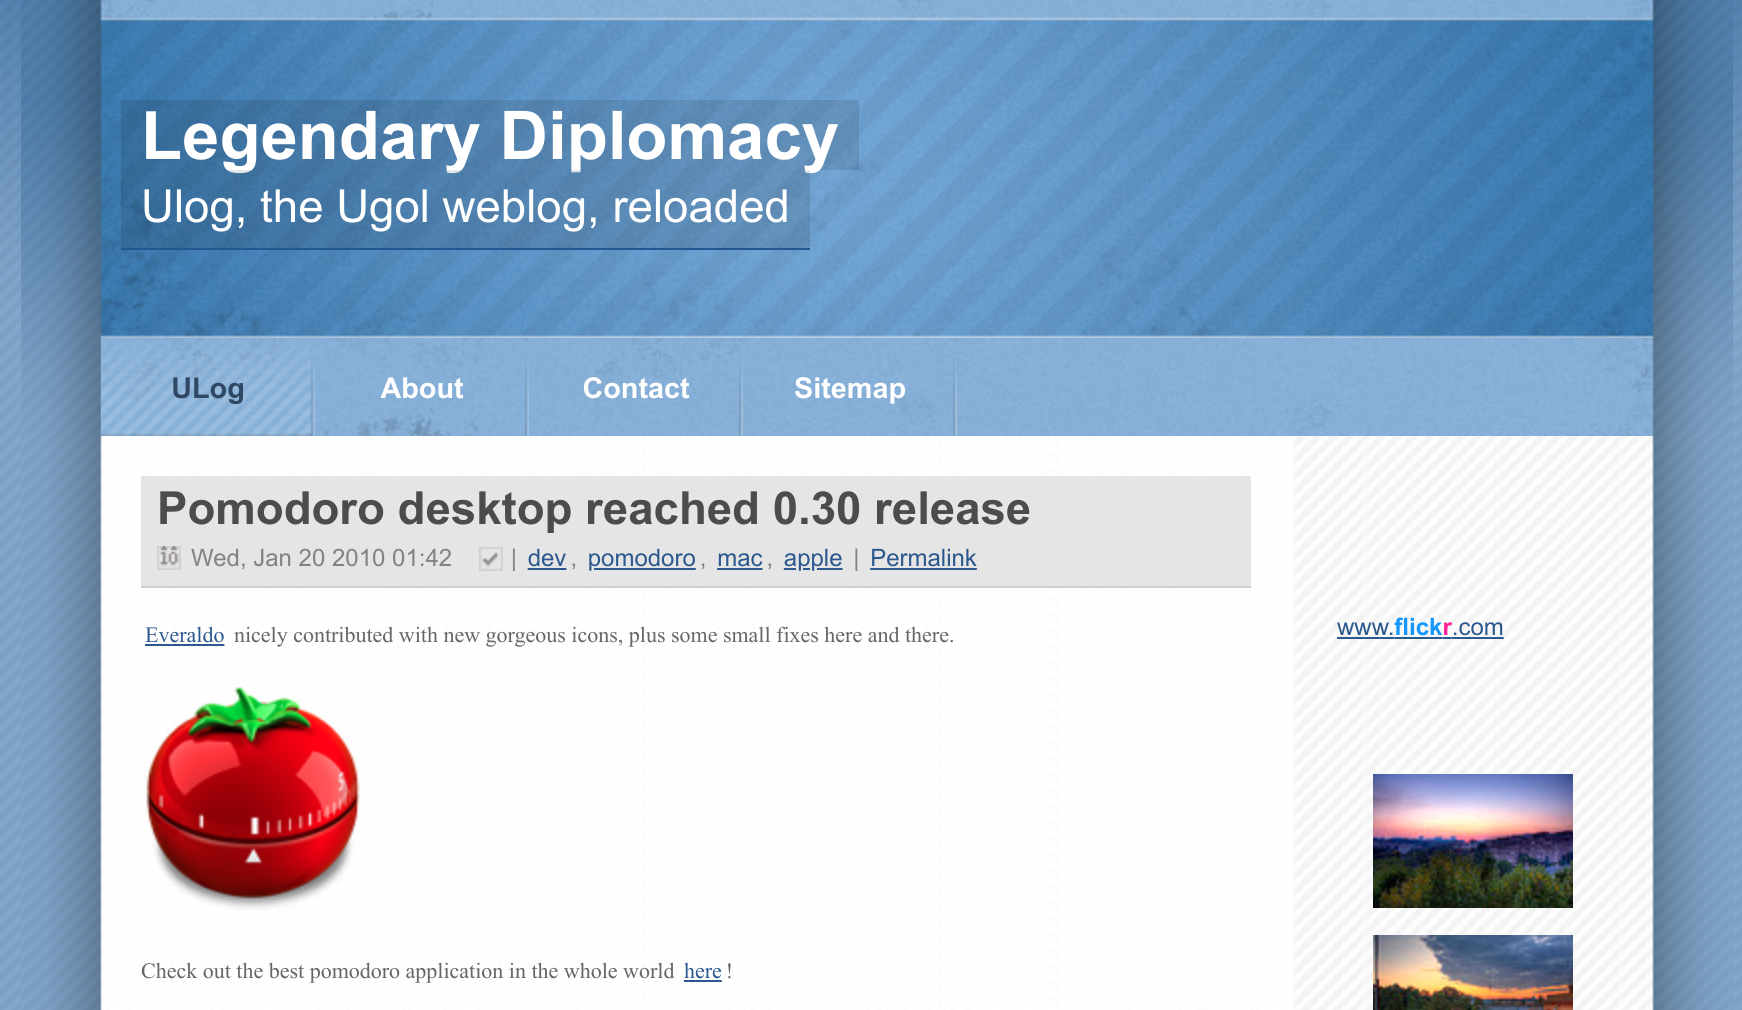 Legendary Diplomacy
Ulog, the Ugol weblog, reloaded
ULog About Contact Sitemap
Pomodoro desktop reached 0.30 release
10 Wed, Jan 20 2010 01:42 | dev, pomodoro, mac, apple | Permalink
Everaldo nicely contributed with new gorgeous icons, plus some small fixes here and there.
www.flickr.com
5
Check out the best pomodoro application in the whole world here!